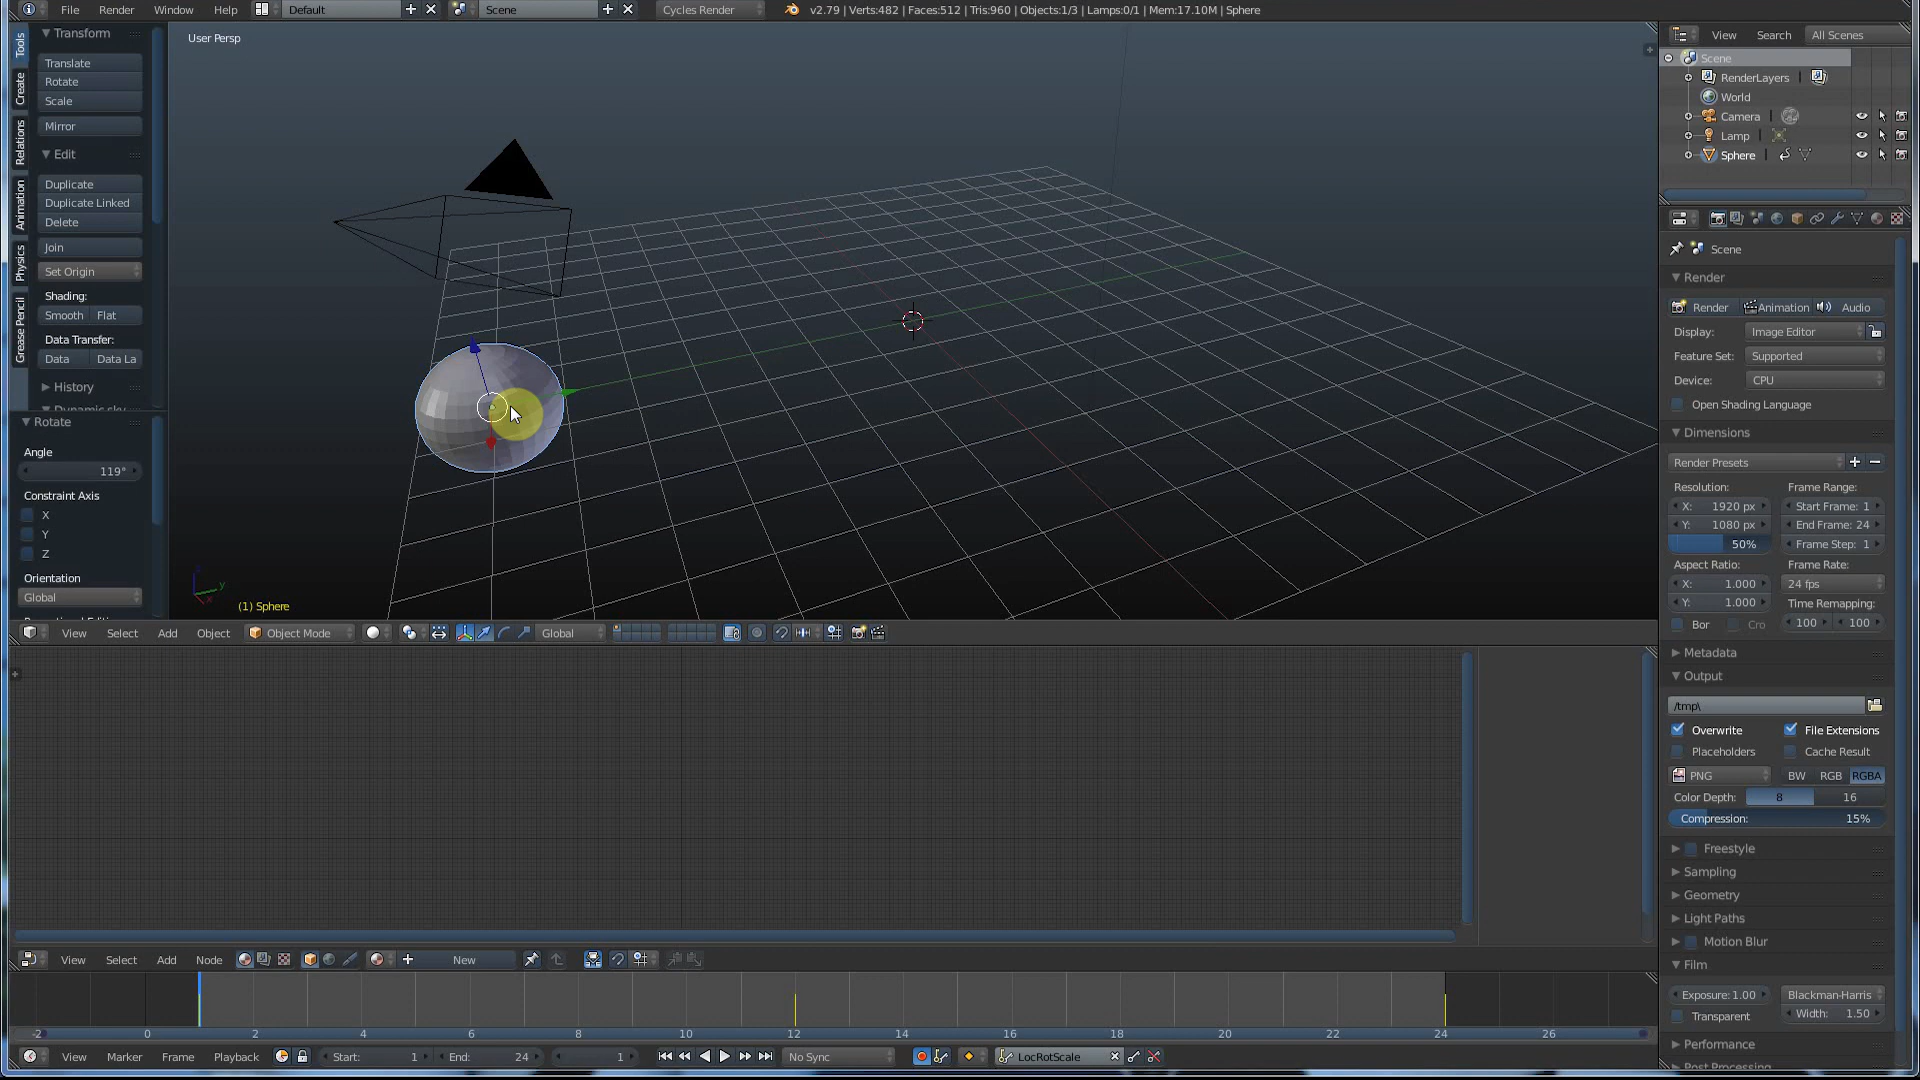 File Render Window Help Default Scene Cycles Render v2.79 | Verts:482 | Faces:512 | Tris:960 | Objects:1/3 | Lamps:0/1 | Mem:17.10M | Sphere
Tools
Create
Relations
Animation
Physics
Grease Pencil
Transform
Translate
Rotate
Scale
Mirror
Edit
Duplicate
Duplicate Linked
Delete
Join
Set Origin
Shading:
Smooth Flat
Data Transfer:
Data Data La
History
Rotate
Angle
119°
Constraint Axis
X
Y
Z
Orientation
Global
User Persp
(1) Sphere
View Select Add Object Object Mode Global
View Select Add Node New
-2 0 2 4 6 8 10 12 14 16 18 20 22 24 26
View Marker Frame Playback Start: 1 End: 24 1 No Sync LocRotScale
View Search All Scenes
Scene
RenderLayers
World
Camera
Lamp
Sphere
Scene
Render
Render Animation Audio
Display: Image Editor
Feature Set: Supported
Device: CPU
Open Shading Language
Dimensions
Render Presets
Resolution: Frame Range:
X: 1920 px Start Frame: 1
Y: 1080 px End Frame: 24
50% Frame Step: 1
Aspect Ratio: Frame Rate:
X: 1.000 24 fps
Y: 1.000 Time Remapping:
Bor Cro 100 100
Metadata
Output
/tmp\
Overwrite File Extensions
Placeholders Cache Result
PNG BW RGB RGBA
Color Depth: 8 16
Compression: 15%
Freestyle
Sampling
Geometry
Light Paths
Motion Blur
Film
Exposure: 1.00 Blackman-Harris
Transparent Width: 1.50
Performance